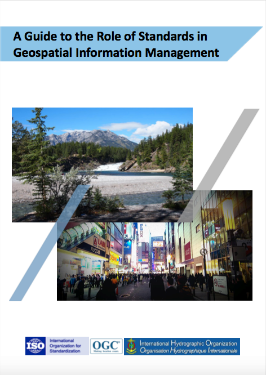 A Guide to the Role of Standards in
Geospatial Information Management
ISO
International
Organization for
Standardization
OGC
International Hydrographic Organization
Organisation Hydrographique Internationale